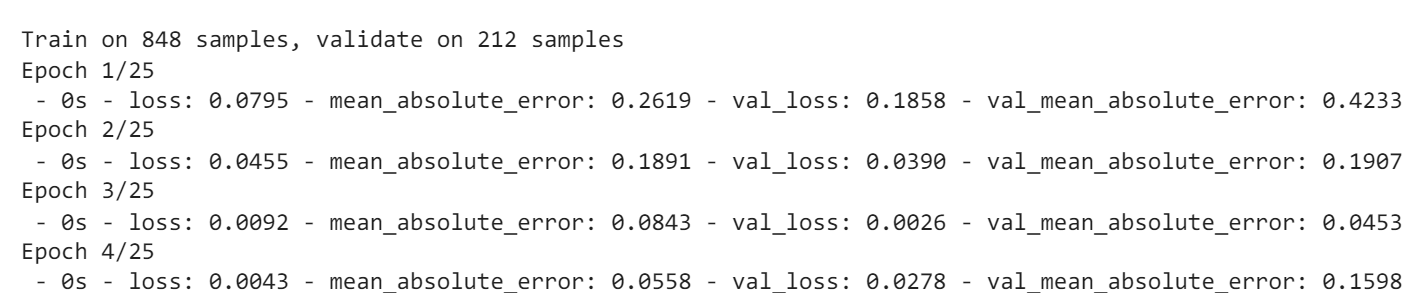 Train on 848 samples, validate on 212 samples
Epoch 1/25
 - 0s - loss: 0.0795 - mean_absolute_error: 0.2619 - val_loss: 0.1858 - val_mean_absolute_error: 0.4233
Epoch 2/25
 - 0s - loss: 0.0455 - mean_absolute_error: 0.1891 - val_loss: 0.0390 - val_mean_absolute_error: 0.1907
Epoch 3/25
 - 0s - loss: 0.0092 - mean_absolute_error: 0.0843 - val_loss: 0.0026 - val_mean_absolute_error: 0.0453
Epoch 4/25
 - 0s - loss: 0.0043 - mean_absolute_error: 0.0558 - val_loss: 0.0278 - val_mean_absolute_error: 0.1598